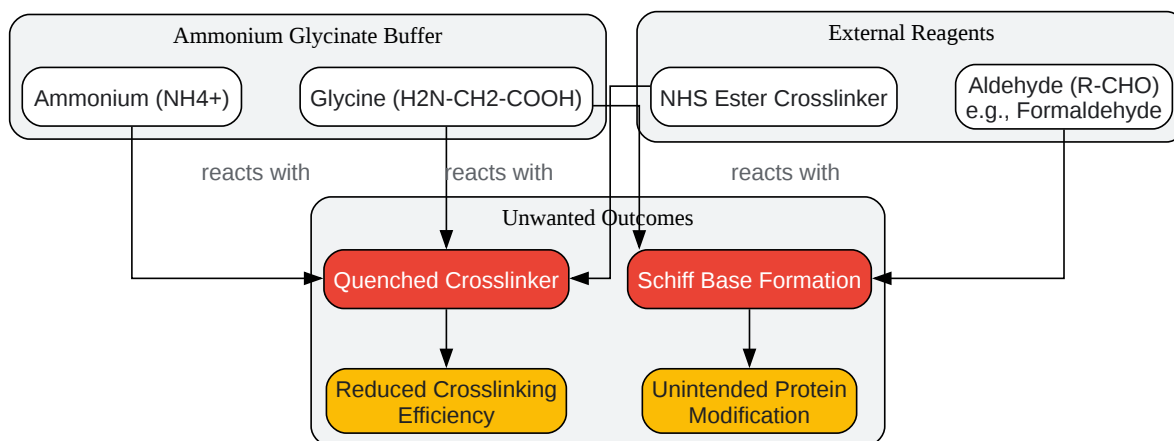 Ammonium Glycinate Buffer
External Reagents
Ammonium (NH4+)
Glycine (H2N-CH2-COOH)
NHS Ester Crosslinker
Aldehyde (R-CHO)
e.g., Formaldehyde
reacts with
reacts with
reacts with
Unwanted Outcomes
Quenched Crosslinker
Schiff Base Formation
Reduced Crosslinking
Efficiency
Unintended Protein
Modification